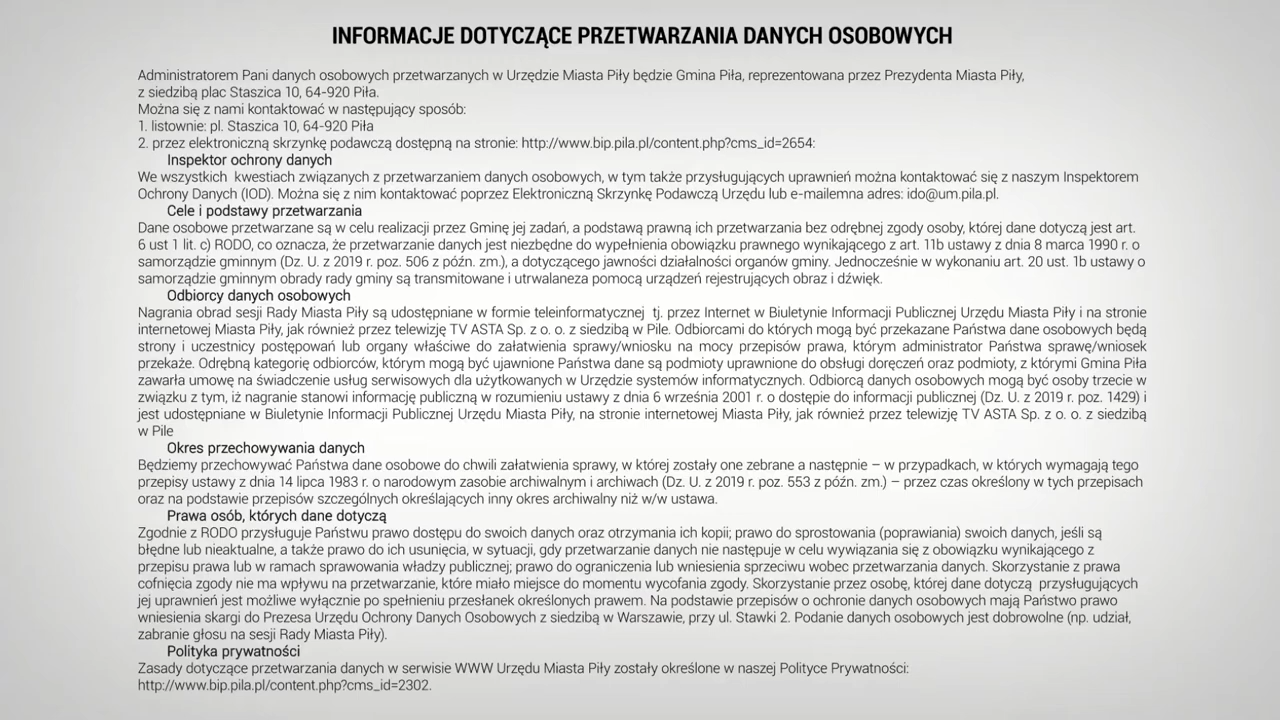 INFORMACJE DOTYCZĄCE PRZETWARZANIA DANYCH OSOBOWYCH
Administratorem Pani danych osobowych przetwarzanych w Urzędzie Miasta Piły będzie Gmina Piła, reprezentowana przez Prezydenta Miasta Piły,
z siedzibą plac Staszica 10, 64-920 Piła.
Można się z nami kontaktować w następujący sposób:
1. listownie: pl. Staszica 10, 64-920 Piła
2. przez elektroniczną skrzynkę podawczą dostępną na stronie: http://www.bip.pila.pl/content.php?cms_id=2654:
Inspektor ochrony danych
We wszystkich kwestiach związanych z przetwarzaniem danych osobowych, w tym także przysługujących uprawnień można kontaktować się z naszym Inspektorem
Ochrony Danych (IOD). Można się z nim kontaktować poprzez Elektroniczną Skrzynkę Podawczą Urzędu lub e-mailemna adres: ido@um.pila.pl.
Cele i podstawy przetwarzania
Dane osobowe przetwarzane są w celu realizacji przez Gminę jej zadań, a podstawą prawną ich przetwarzania bez odrębnej zgody osoby, której dane dotyczą jest art.
6 ust 1 lit. c) RODO, co oznacza, że przetwarzanie danych jest niezbędne do wypełnienia obowiązku prawnego wynikającego z art. 11b ustawy z dnia 8 marca 1990 r. o
samorządzie gminnym (Dz. U. z 2019 r. poz. 506 z późn. zm.), a dotyczącego jawności działalności organów gminy. Jednocześnie w wykonaniu art. 20 ust. 1b ustawy o
samorządzie gminnym obrady rady gminy są transmitowane i utrwalaneza pomocą urządzeń rejestrujących obraz i dźwięk.
Odbiorcy danych osobowych
Nagrania obrad sesji Rady Miasta Piły są udostępniane w formie teleinformatycznej tj. przez Internet w Biuletynie Informacji Publicznej Urzędu Miasta Piły i na stronie
internetowej Miasta Piły, jak również przez telewizję TV ASTA Sp. z o. o. z siedzibą w Pile. Odbiorcami do których mogą być przekazane Państwa dane osobowych będą
strony i uczestnicy postępowań lub organy właściwe do załatwienia sprawy/wniosku na mocy przepisów prawa, którym administrator Państwa sprawę/wniosek
przekaże. Odrębną kategorię odbiorców, którym mogą być ujawnione Państwa dane są podmioty uprawnione do obsługi doręczeń oraz podmioty, z którymi Gmina Piła
zawarła umowę na świadczenie usług serwisowych dla użytkowanych w Urzędzie systemów informatycznych. Odbiorcą danych osobowych mogą być osoby trzecie w
związku z tym, iż nagranie stanowi informację publiczną w rozumieniu ustawy z dnia 6 września 2001 r. o dostępie do informacji publicznej (Dz. U. z 2019 r. poz. 1429) i
jest udostępniane w Biuletynie Informacji Publicznej Urzędu Miasta Piły, na stronie internetowej Miasta Piły, jak również przez telewizję TV ASTA Sp. z o. o. z siedzibą
w Pile
Okres przechowywania danych
Będziemy przechowywać Państwa dane osobowe do chwili załatwienia sprawy, w której zostały one zebrane a następnie – w przypadkach, w których wymagają tego
przepisy ustawy z dnia 14 lipca 1983 r. o narodowym zasobie archiwalnym i archiwach (Dz. U. z 2019 r. poz. 553 z późn. zm.) – przez czas określony w tych przepisach
oraz na podstawie przepisów szczególnych określających inny okres archiwalny niż w/w ustawa.
Prawa osób, których dane dotyczą
Zgodnie z RODO przysługuje Państwu prawo dostępu do swoich danych oraz otrzymania ich kopii; prawo do sprostowania (poprawiania) swoich danych, jeśli są
błędne lub nieaktualne, a także prawo do ich usunięcia, w sytuacji, gdy przetwarzanie danych nie następuje w celu wywiązania się z obowiązku wynikającego z
przepisu prawa lub w ramach sprawowania władzy publicznej; prawo do ograniczenia lub wniesienia sprzeciwu wobec przetwarzania danych. Skorzystanie z prawa
cofnięcia zgody nie ma wpływu na przetwarzanie, które miało miejsce do momentu wycofania zgody. Skorzystanie przez osobę, której dane dotyczą przysługujących
jej uprawnień jest możliwe wyłącznie po spełnieniu przesłanek określonych prawem. Na podstawie przepisów o ochronie danych osobowych mają Państwo prawo
wniesienia skargi do Prezesa Urzędu Ochrony Danych Osobowych z siedzibą w Warszawie, przy ul. Stawki 2. Podanie danych osobowych jest dobrowolne (np. udział,
zabranie głosu na sesji Rady Miasta Piły).
Polityka prywatności
Zasady dotyczące przetwarzania danych w serwisie WWW Urzędu Miasta Piły zostały określone w naszej Polityce Prywatności:
http://www.bip.pila.pl/content.php?cms_id=2302.